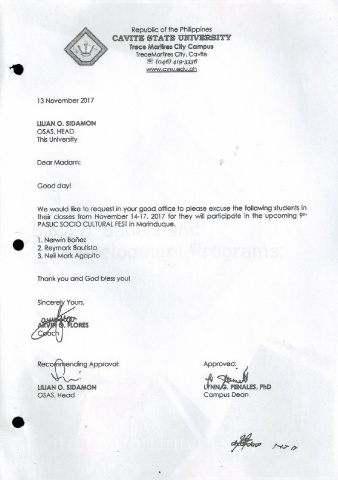 Republic of the Philippines
CAVITE STATE UNIVERSITY
Trece Martires City Campus
TreceMartires City, Cavite
☏ (046) 419-3328
www.cvsu.edu.ph
13 November 2017
LILIAN O. SIDAMON
OSAS, HEAD
This University
Dear Madam:
Good day!
We would like to request in your good office to please excuse the following students in
their classes from November 14-17, 2017 for they will participate in the upcoming 9th
PASUC SOCIO CULTURAL FEST in Marinduque.
1. Nerwin Bañez
2. Reymark Bautista
3. Neil Mark Agapito
Thank you and God bless you!
Sincerely Yours,
ARVIN O. FLORES
Coach
Recommending Approval:
Approved:
LILIAN O. SIDAMON
OSAS, Head
LYNN G. PENALES, PhD
Campus Dean